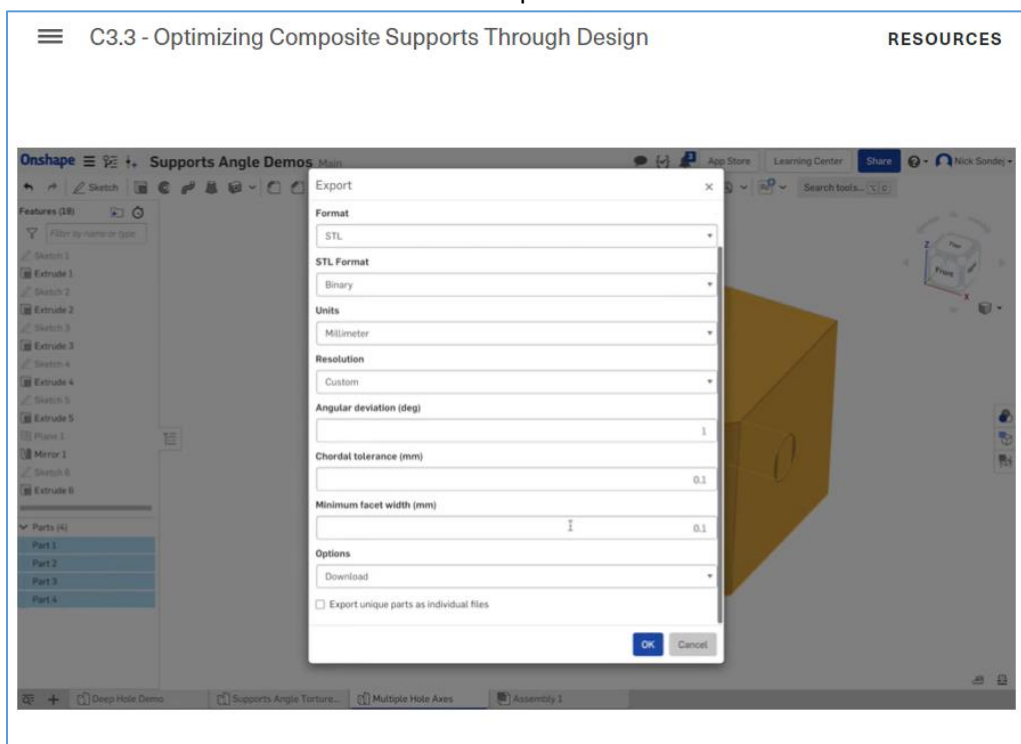 C3.3 - Optimizing Composite Supports Through Design
RESOURCES
Onshape
Supports Angle Demos Main
3
App Store
Learning Center
Share
Nick Sondej
Sketch
Search tools...
Export
Features (18)
Filter by name or type
Sketch 1
Extrude 1
Sketch 2
Extrude 2
Sketch 3
Extrude 3
Sketch 4
Extrude 4
Sketch 5
Extrude 5
Plane 1
Mirror 1
Sketch 6
Extrude 6
Parts (4)
Part 1
Part 2
Part 3
Part 4
Format
STL
STL Format
Binary
Units
Millimeter
Resolution
Custom
Angular deviation (deg)
1
Chordal tolerance (mm)
0.1
Minimum facet width (mm)
0.1
Options
Download
Export unique parts as individual files
OK
Cancel
Z
Front
X
Deep Hole Demo
Supports Angle Torture...
Multiple Hole Axes
Assembly 1